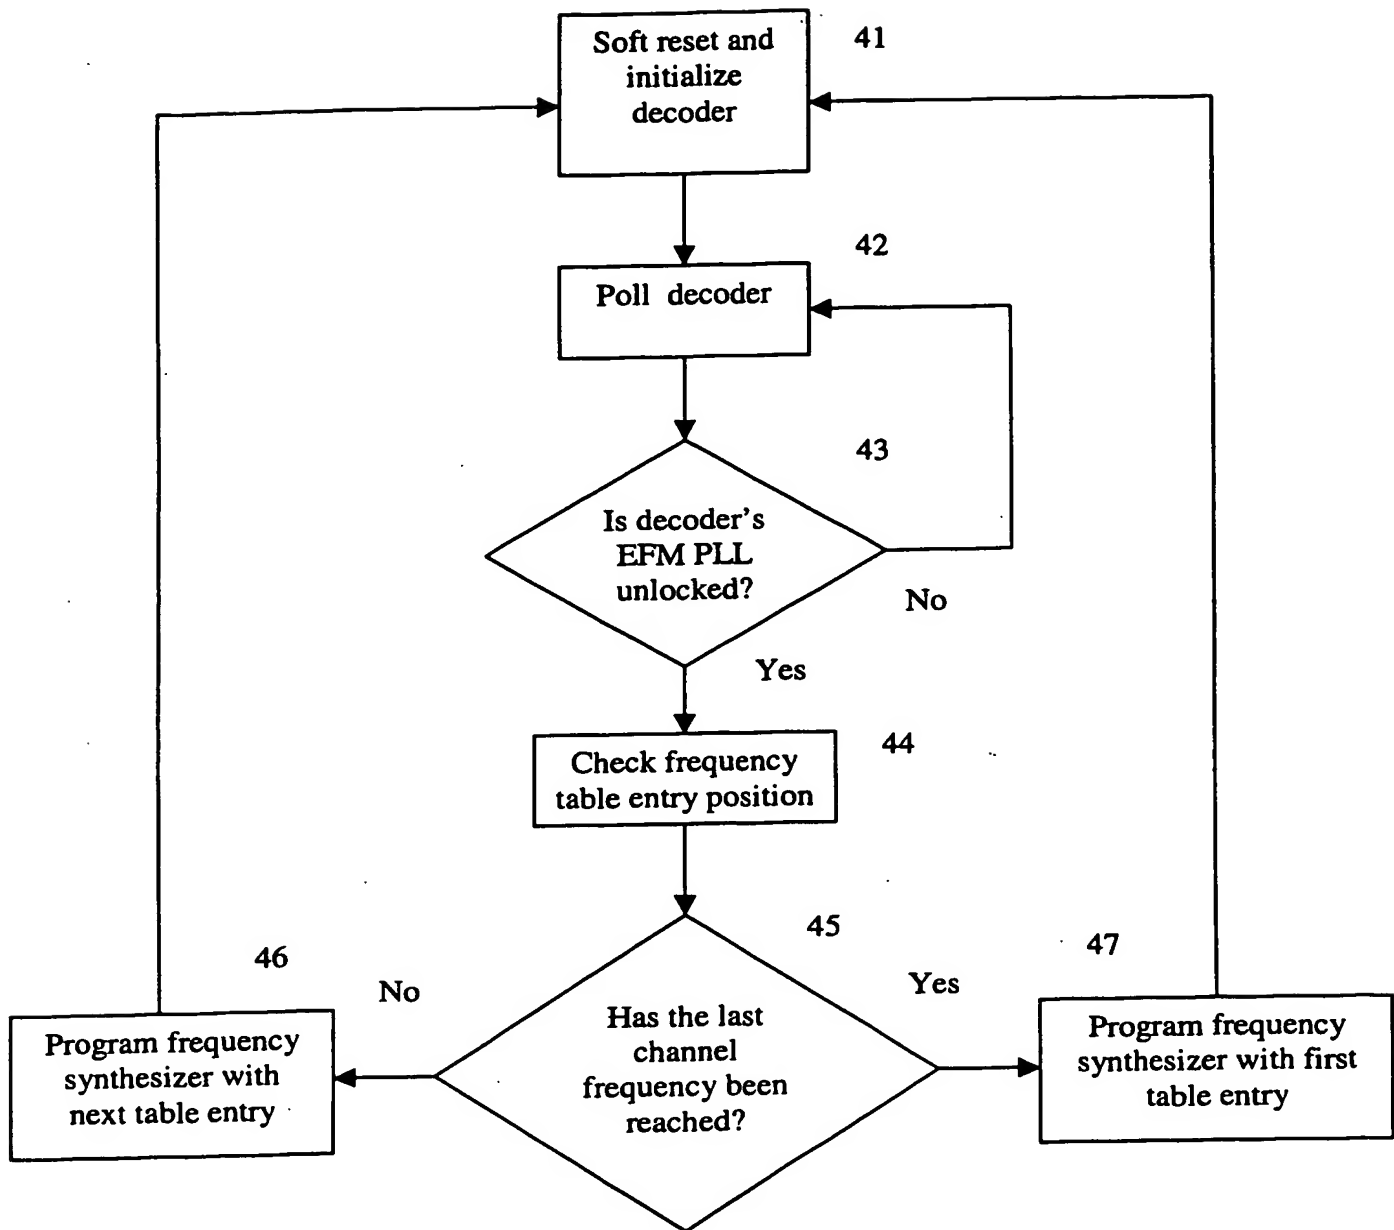 Soft reset and
initialize
decoder
41
Poll decoder
42
Is decoder's
EFM PLL
unlocked?
43
No
Yes
Check frequency
table entry position
44
Has the last
channel
frequency been
reached?
45
No
Yes
46
Program frequency
synthesizer with
next table entry
47
Program frequency
synthesizer with first
table entry